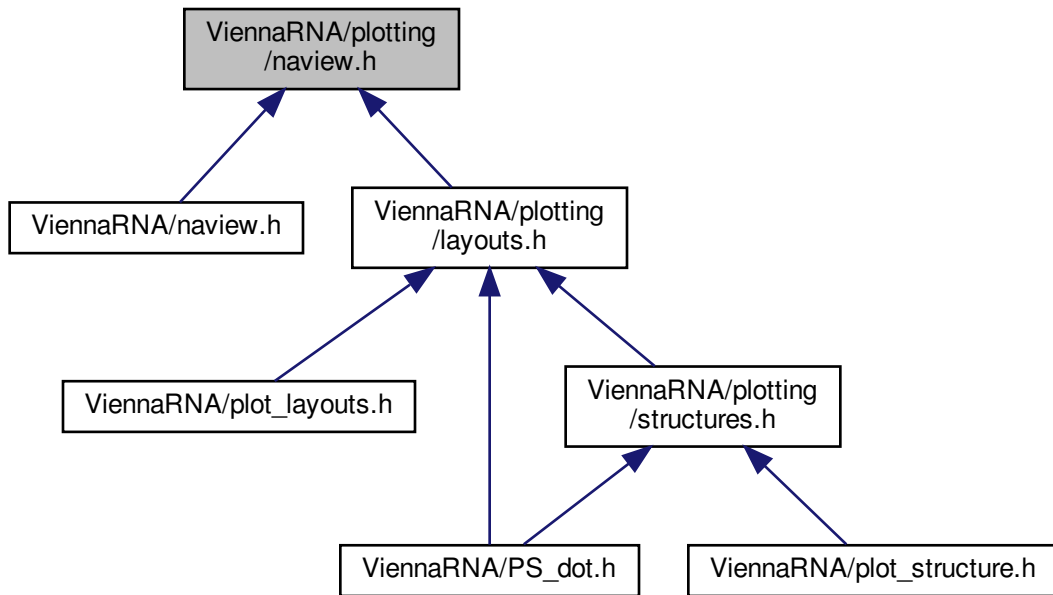 ViennaRNA/plotting
/naview.h
ViennaRNA/naview.h
ViennaRNA/plotting
/layouts.h
ViennaRNA/plot_layouts.h
ViennaRNA/plotting
/structures.h
ViennaRNA/PS_dot.h
ViennaRNA/plot_structure.h